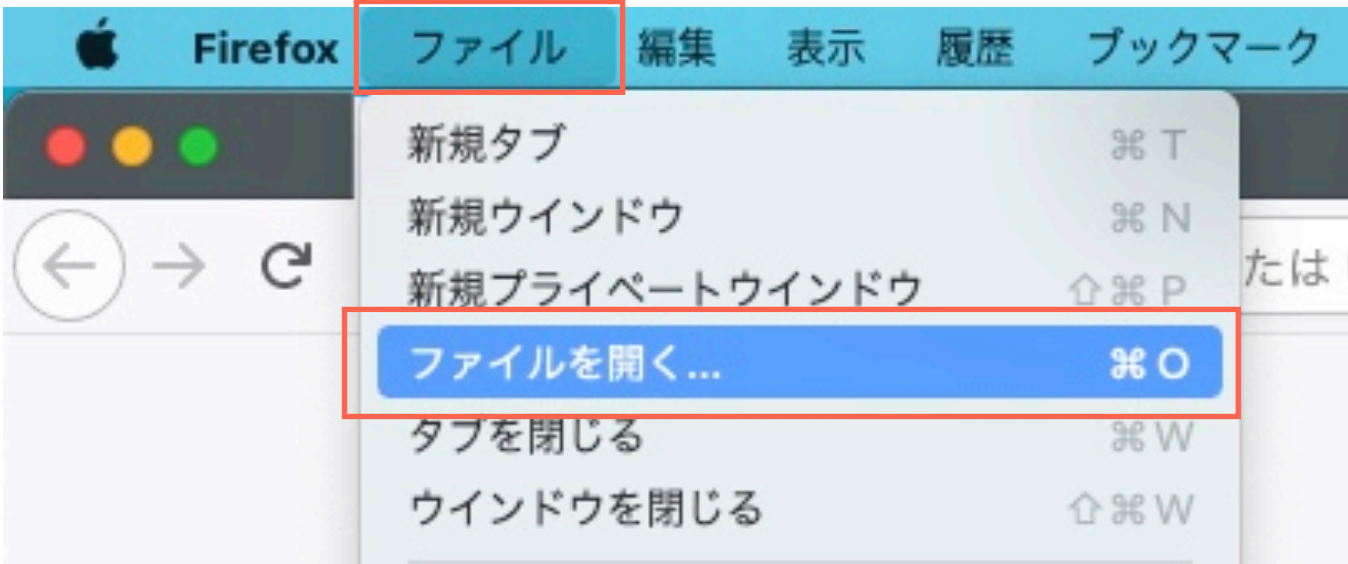 Firefox ファイル 編集 表示 履歴 ブックマーク
新規タブ ⌘ T
新規ウインドウ ⌘ N
新規プライベートウインドウ ⇧ ⌘ P
たは
ファイルを開く... ⌘ O
タブを閉じる ⌘ W
ウインドウを閉じる ⇧ ⌘ W